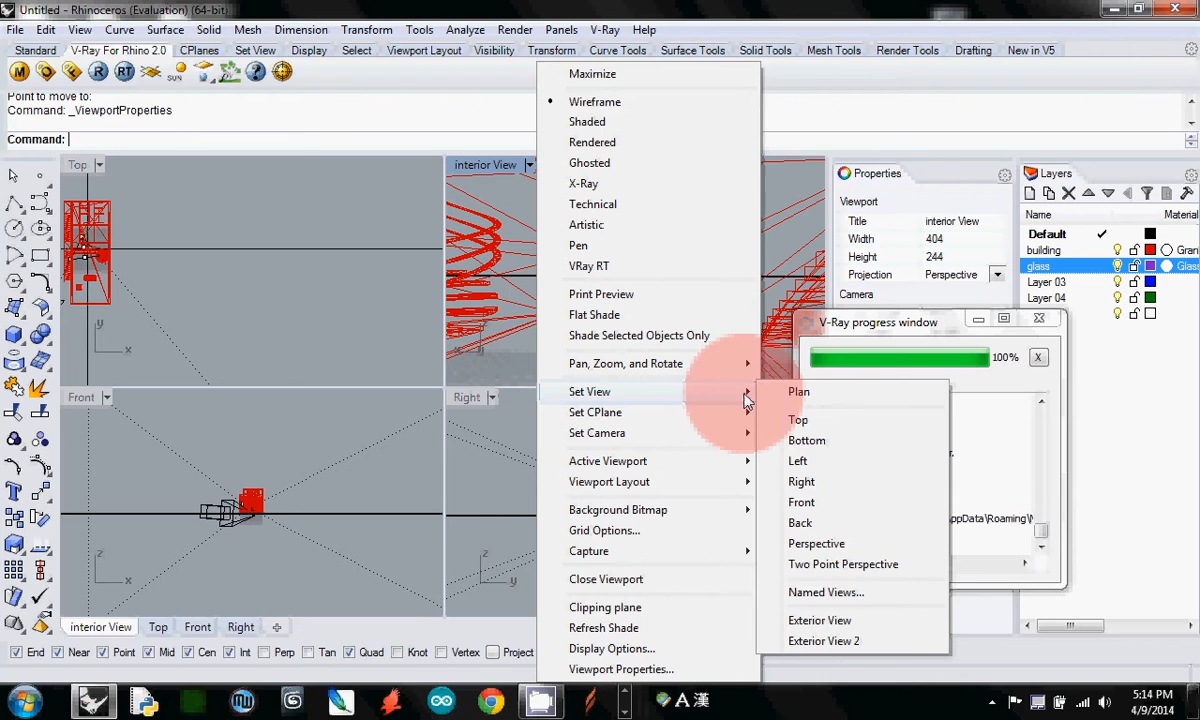 Untitled - Rhinoceros (Evaluation) (64-bit)
File Edit View Curve Surface Solid Mesh Dimension Transform Tools Analyze Render Panels V-Ray Help
Standard V-Ray For Rhino 2.0 CPlanes Set View Display Select Viewport Layout Visibility Transform Curve Tools Surface Tools Solid Tools Mesh Tools Render Tools Drafting New in V5
M R RT SUN
Point to move to:
Command: _ViewportProperties
Command:
Top
interior View
Front
Right
y
x
z
x
z
y
Maximize
Wireframe
Shaded
Rendered
Ghosted
X-Ray
Technical
Artistic
Pen
VRay RT
Print Preview
Flat Shade
Shade Selected Objects Only
Pan, Zoom, and Rotate
Set View
Set CPlane
Set Camera
Active Viewport
Viewport Layout
Background Bitmap
Grid Options...
Capture
Close Viewport
Clipping plane
Refresh Shade
Display Options...
Viewport Properties...
Plan
Top
Bottom
Left
Right
Front
Back
Perspective
Two Point Perspective
Named Views...
Exterior View
Exterior View 2
Properties
Viewport
Title interior View
Width 404
Height 244
Projection Perspective
Camera
Layers
Name Material
Default
building Gran
glass Glass
Layer 03
Layer 04
V-Ray progress window
100% X
ppData\Roaming\
interior View Top Front Right
End Near Point Mid Cen Int Perp Tan Quad Knot Vertex Project
A 漢
5:14 PM
4/9/2014